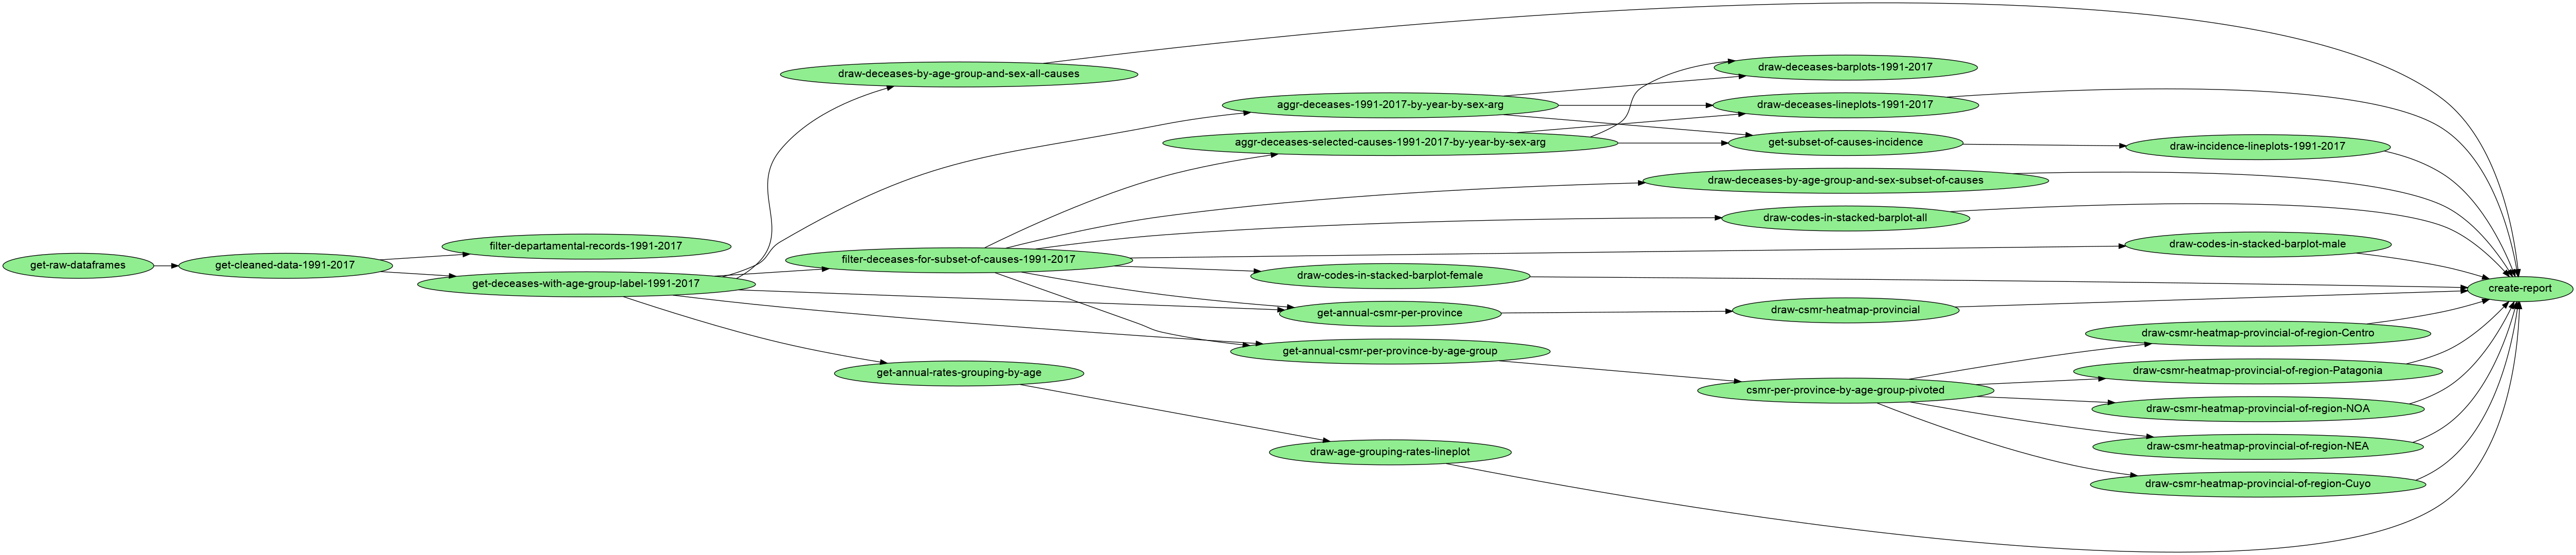 get-raw-dataframes
get-cleaned-data-1991-2017
filter-departamental-records-1991-2017
get-deceases-with-age-group-label-1991-2017
draw-deceases-by-age-group-and-sex-all-causes
filter-deceases-for-subset-of-causes-1991-2017
get-annual-rates-grouping-by-age
aggr-deceases-1991-2017-by-year-by-sex-arg
aggr-deceases-selected-causes-1991-2017-by-year-by-sex-arg
draw-codes-in-stacked-barplot-female
get-annual-csmr-per-province
get-annual-csmr-per-province-by-age-group
draw-age-grouping-rates-lineplot
draw-deceases-barplots-1991-2017
draw-deceases-lineplots-1991-2017
get-subset-of-causes-incidence
draw-deceases-by-age-group-and-sex-subset-of-causes
draw-codes-in-stacked-barplot-all
draw-csmr-heatmap-provincial
csmr-per-province-by-age-group-pivoted
draw-incidence-lineplots-1991-2017
draw-codes-in-stacked-barplot-male
draw-csmr-heatmap-provincial-of-region-Centro
draw-csmr-heatmap-provincial-of-region-Patagonia
draw-csmr-heatmap-provincial-of-region-NOA
draw-csmr-heatmap-provincial-of-region-NEA
draw-csmr-heatmap-provincial-of-region-Cuyo
create-report